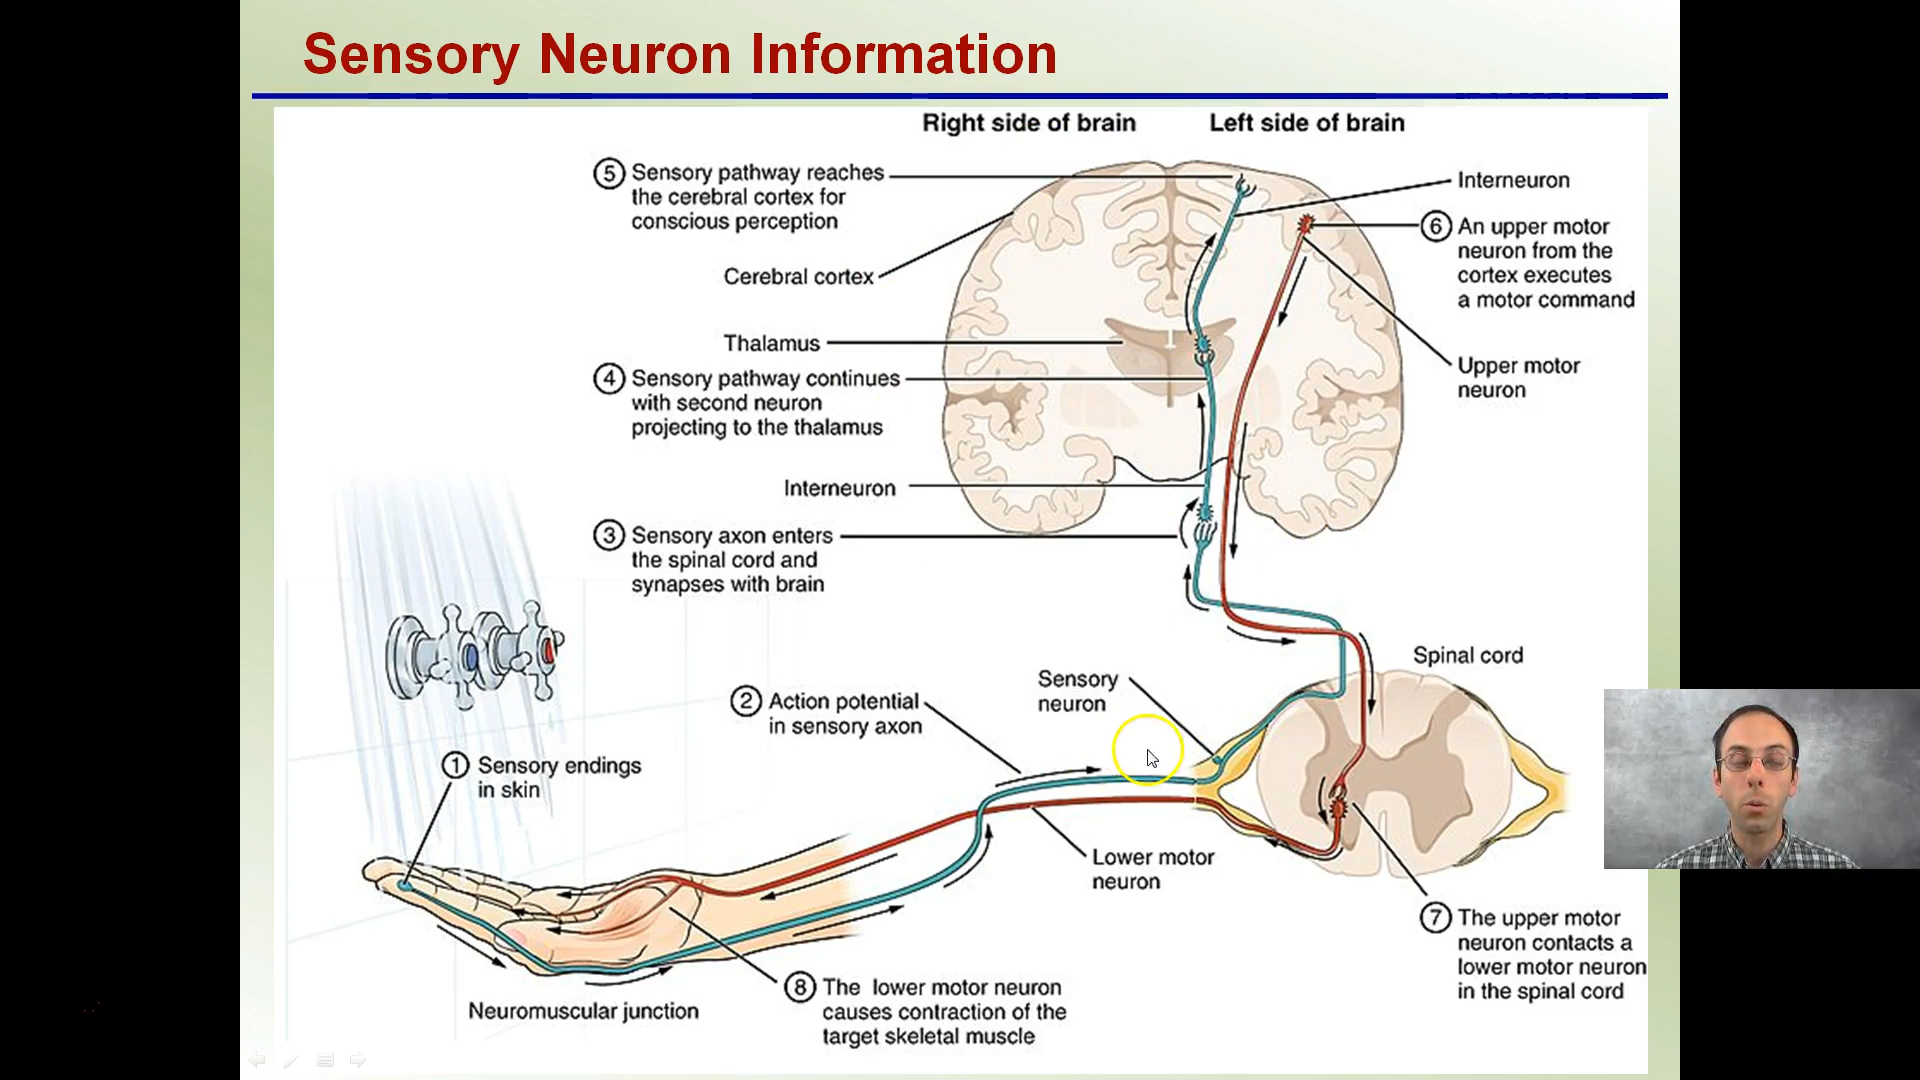 Sensory Neuron Information
Right side of brain
Left side of brain
5 Sensory pathway reaches
the cerebral cortex for
conscious perception
Interneuron
6 An upper motor
neuron from the
cortex executes
a motor command
Cerebral cortex
Thalamus
Upper motor
neuron
4 Sensory pathway continues
with second neuron
projecting to the thalamus
Interneuron
3 Sensory axon enters
the spinal cord and
synapses with brain
Spinal cord
Sensory
neuron
2 Action potential
in sensory axon
1 Sensory endings
in skin
Lower motor
neuron
7 The upper motor
neuron contacts a
lower motor neuron
in the spinal cord
8 The lower motor neuron
causes contraction of the
target skeletal muscle
Neuromuscular junction